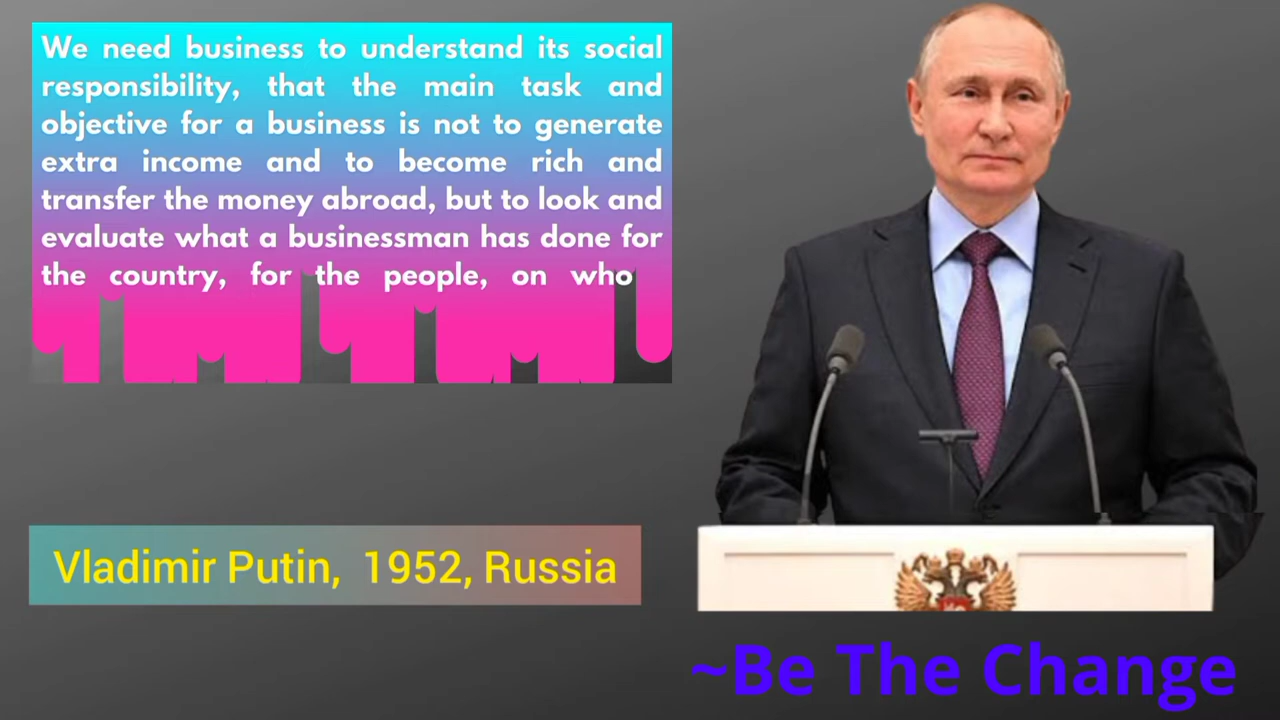 We need business to understand its social
responsibility, that the main task and
objective for a business is not to generate
extra income and to become rich and
transfer the money abroad, but to look and
evaluate what a businessman has done for
the country, for the people, on who
Vladimir Putin, 1952, Russia
~Be The Change